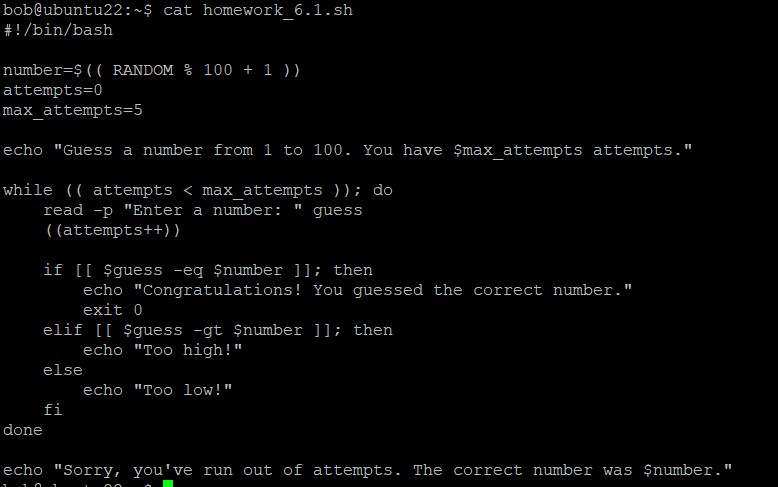 bob@ubuntu22:~$ cat homework_6.1.sh
#!/bin/bash

number=$(( RANDOM % 100 + 1 ))
attempts=0
max_attempts=5

echo "Guess a number from 1 to 100. You have $max_attempts attempts."

while (( attempts < max_attempts )); do
    read -p "Enter a number: " guess
    ((attempts++))

    if [[ $guess -eq $number ]]; then
        echo "Congratulations! You guessed the correct number."
        exit 0
    elif [[ $guess -gt $number ]]; then
        echo "Too high!"
    else
        echo "Too low!"
    fi
done

echo "Sorry, you've run out of attempts. The correct number was $number."